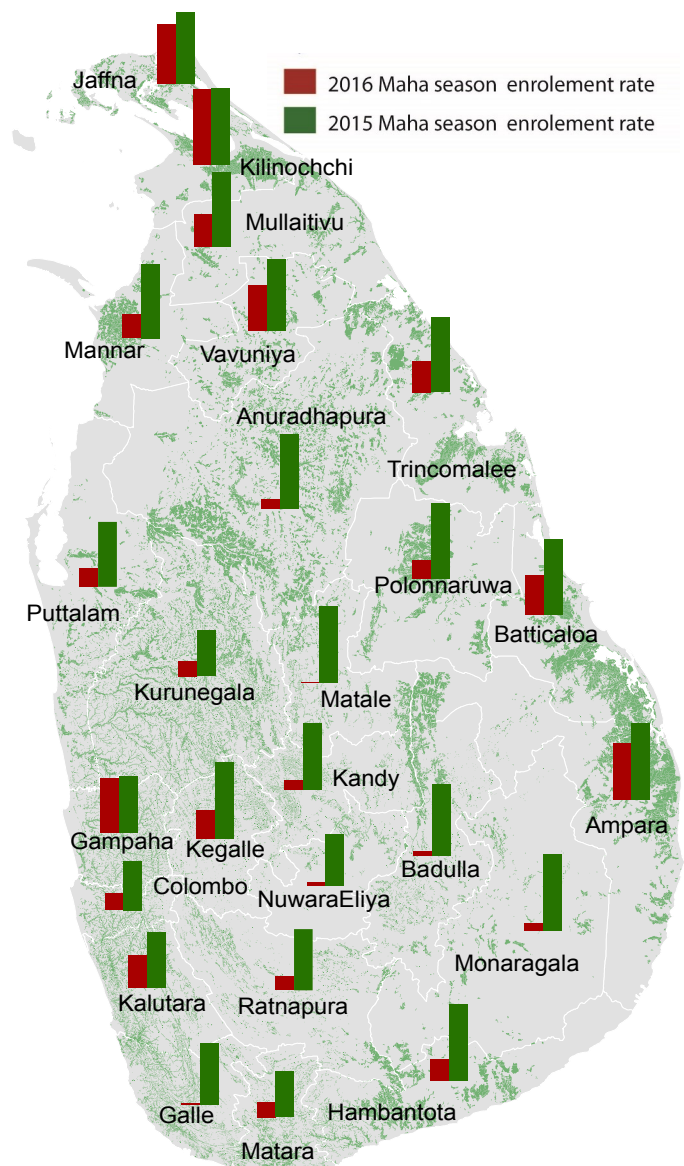 Jaffna
2016 Maha season enrolement rate
2015 Maha season enrolement rate
Kilinochchi
Mullaitivu
Mannar
Vavuniya
Anuradhapura
Trincomalee
Puttalam
Polonnaruwa
Batticaloa
Kurunegala
Matale
Kandy
Gampaha
Kegalle
Ampara
Badulla
Colombo
NuwaraEliya
Monaragala
Kalutara
Ratnapura
Galle
Hambantota
Matara